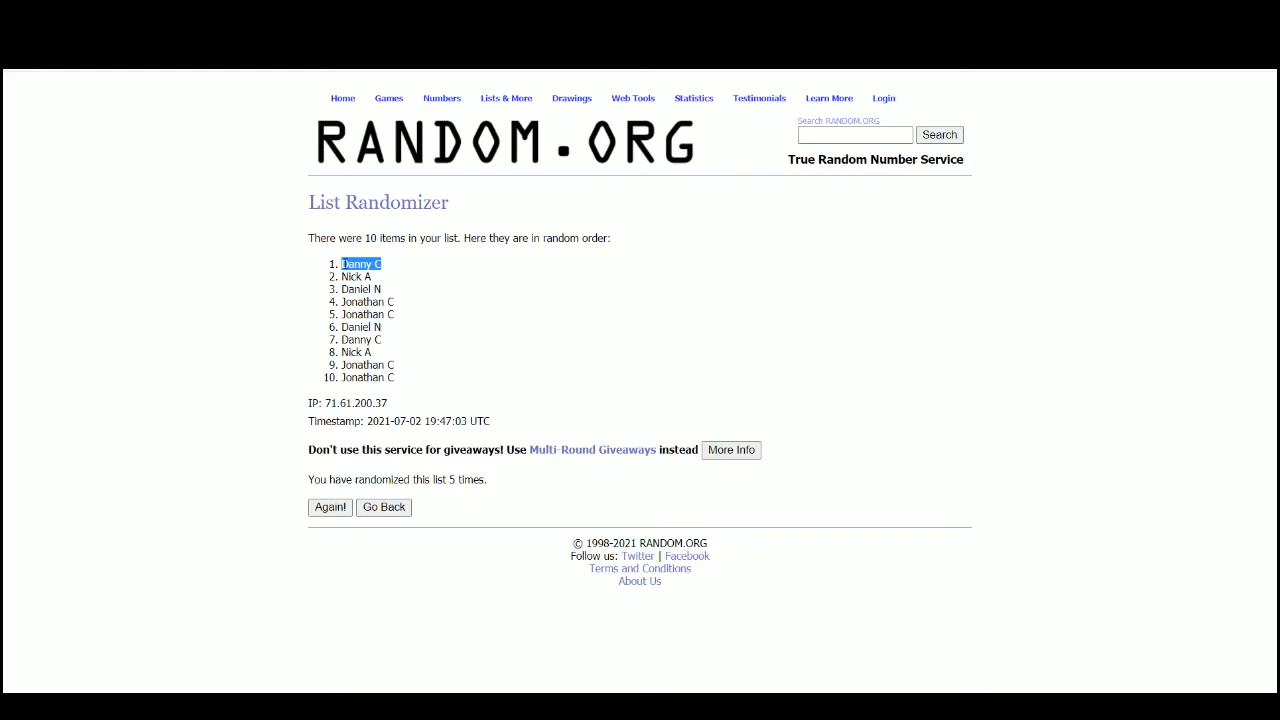 Home Games Numbers Lists & More Drawings Web Tools Statistics Testimonials Learn More Login
RANDOM.ORG
Search RANDOM.ORG
Search
True Random Number Service
List Randomizer
There were 10 items in your list. Here they are in random order:
1. Danny C
2. Nick A
3. Daniel N
4. Jonathan C
5. Jonathan C
6. Daniel N
7. Danny C
8. Nick A
9. Jonathan C
10. Jonathan C
IP: 71.61.200.37
Timestamp: 2021-07-02 19:47:03 UTC
Don't use this service for giveaways! Use Multi-Round Giveaways instead More Info
You have randomized this list 5 times.
Again! Go Back
© 1998-2021 RANDOM.ORG
Follow us: Twitter | Facebook
Terms and Conditions
About Us